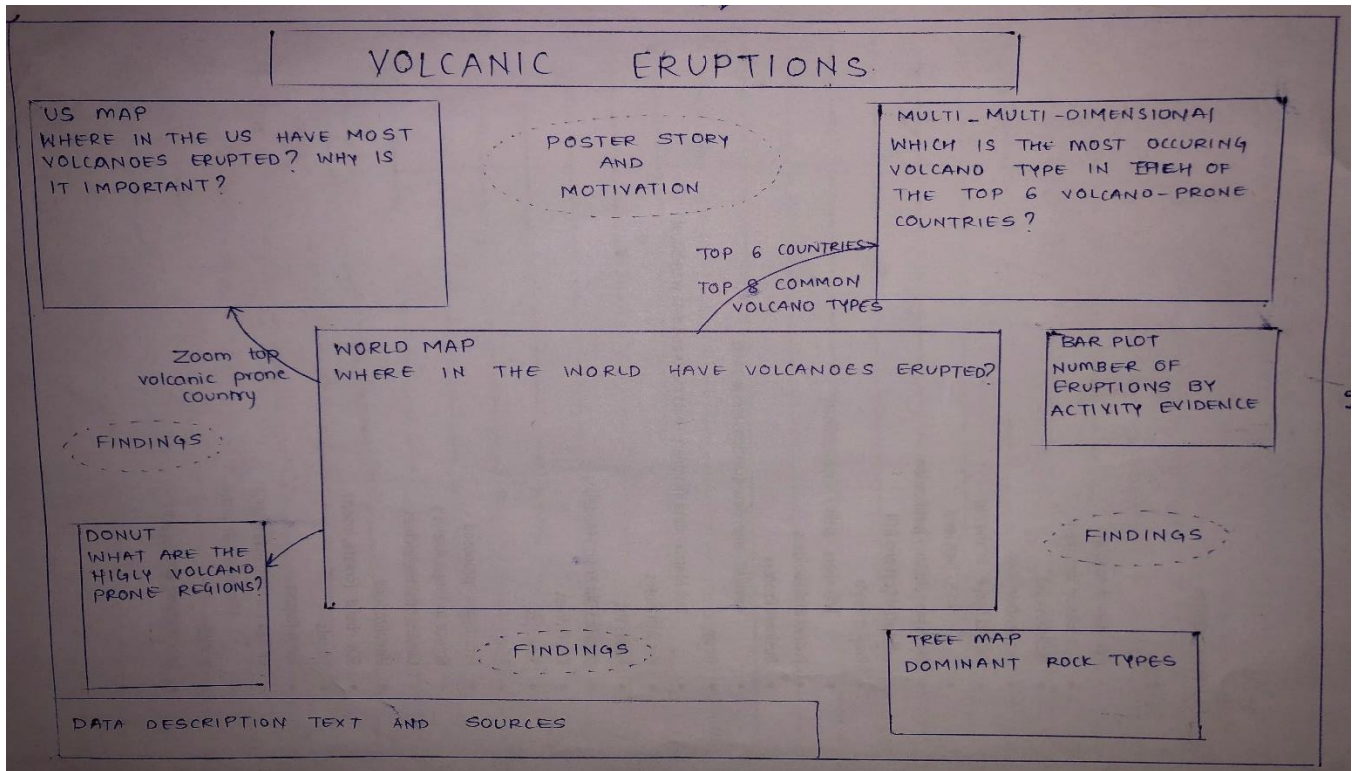 VOLCANIC ERUPTIONS
US MAP
WHERE IN THE US HAVE MOST
VOLCANOES ERUPTED? WHY IS
IT IMPORTANT?
POSTER STORY
AND
MOTIVATION
MULTI_MULTI-DIMENSIONAL
WHICH IS THE MOST OCCURING
VOLCANO TYPE IN EACH OF
THE TOP 6 VOLCANO-PRONE
COUNTRIES?
TOP 6 COUNTRIES
TOP 8 COMMON
VOLCANO TYPES
Zoom top
volcanic prone
country
WORLD MAP
WHERE IN THE WORLD HAVE VOLCANOES ERUPTED?
BAR PLOT
NUMBER OF
ERUPTIONS BY
ACTIVITY EVIDENCE
FINDINGS
DONUT
WHAT ARE THE
HIGLY VOLCANO
PRONE REGIONS?
FINDINGS
FINDINGS
TREE MAP
DOMINANT ROCK TYPES
DATA DESCRIPTION TEXT AND SOURCES